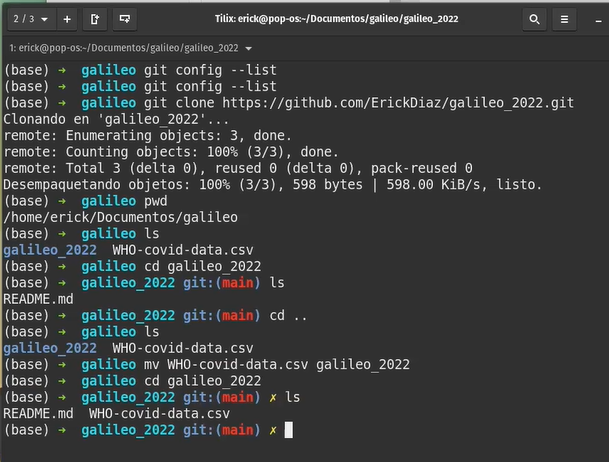 2 / 3
Tilix: erick@pop-os:~/Documentos/galileo/galileo_2022
1: erick@pop-os:~/Documentos/galileo/galileo_2022
(base) ➜ galileo git config --list
(base) ➜ galileo git config --list
(base) ➜ galileo git clone https://github.com/ErickDiaz/galileo_2022.git
Clonando en 'galileo_2022'...
remote: Enumerating objects: 3, done.
remote: Counting objects: 100% (3/3), done.
remote: Total 3 (delta 0), reused 0 (delta 0), pack-reused 0
Desempaquetando objetos: 100% (3/3), 598 bytes | 598.00 KiB/s, listo.
(base) ➜ galileo pwd
/home/erick/Documentos/galileo
(base) ➜ galileo ls
galileo_2022 WHO-covid-data.csv
(base) ➜ galileo cd galileo_2022
(base) ➜ galileo_2022 git:(main) ls
README.md
(base) ➜ galileo_2022 git:(main) cd ..
(base) ➜ galileo ls
galileo_2022 WHO-covid-data.csv
(base) ➜ galileo mv WHO-covid-data.csv galileo_2022
(base) ➜ galileo cd galileo_2022
(base) ➜ galileo_2022 git:(main) ✗ ls
README.md WHO-covid-data.csv
(base) ➜ galileo_2022 git:(main) ✗